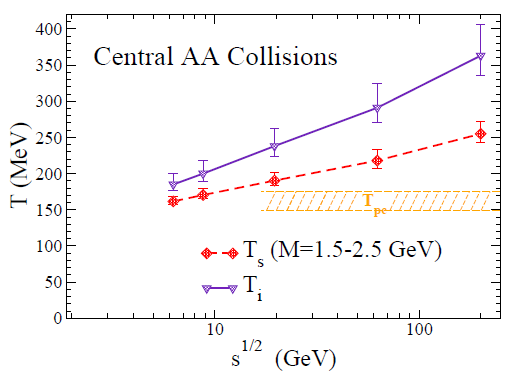 400
350
300
250
200
150
100
50
0
T (MeV)
Central AA Collisions
T_pc
T_s (M=1.5-2.5 GeV)
T_i
10
100
s^1/2 (GeV)